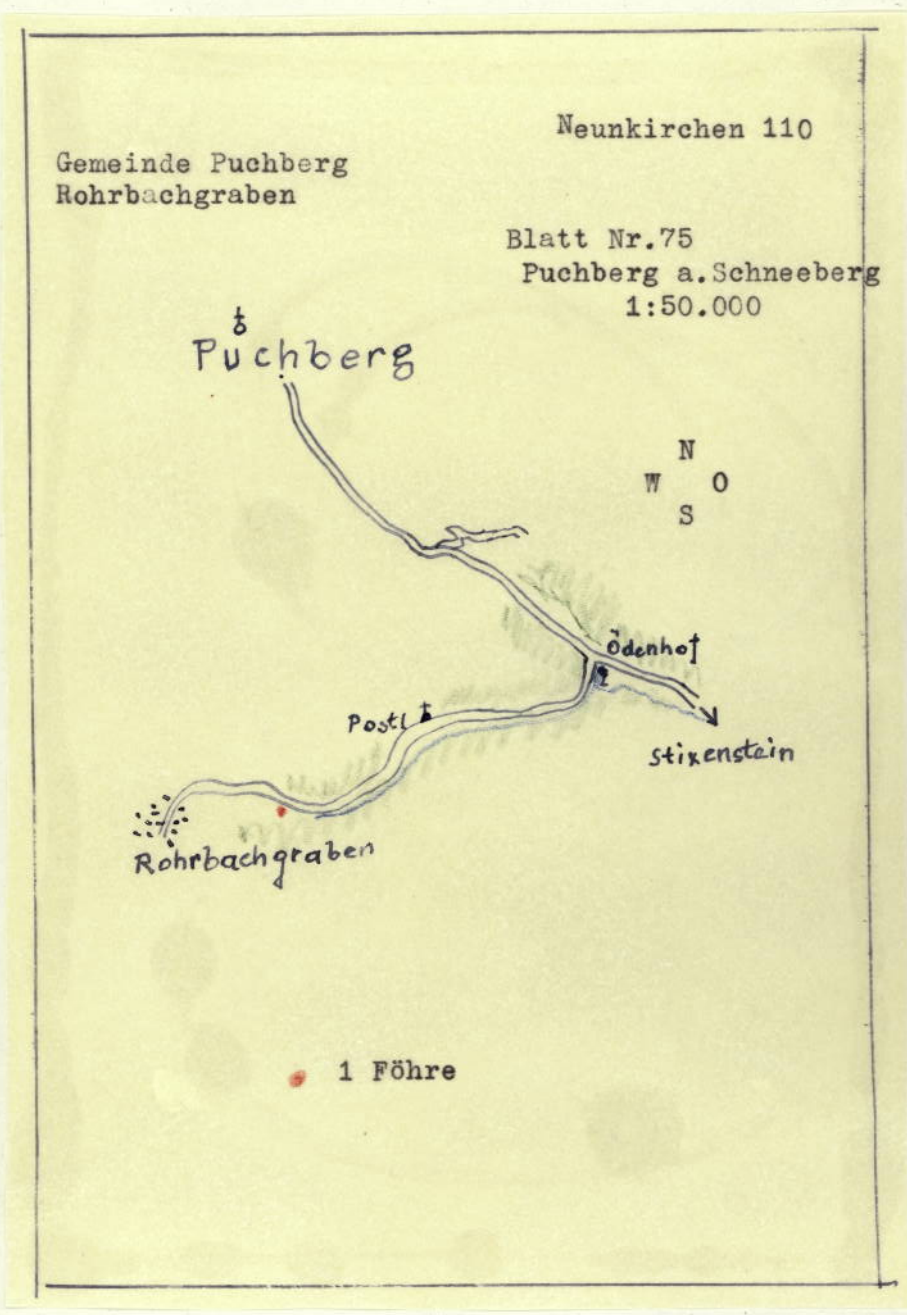 Neunkirchen 110
Gemeinde Puchberg
Rohrbachgraben
Blatt Nr.75
Puchberg a.Schneeberg
1:50.000
Puchberg
N
W O
S
Ödenhof
Postl
Stixenstein
Rohrbachgraben
1 Föhre